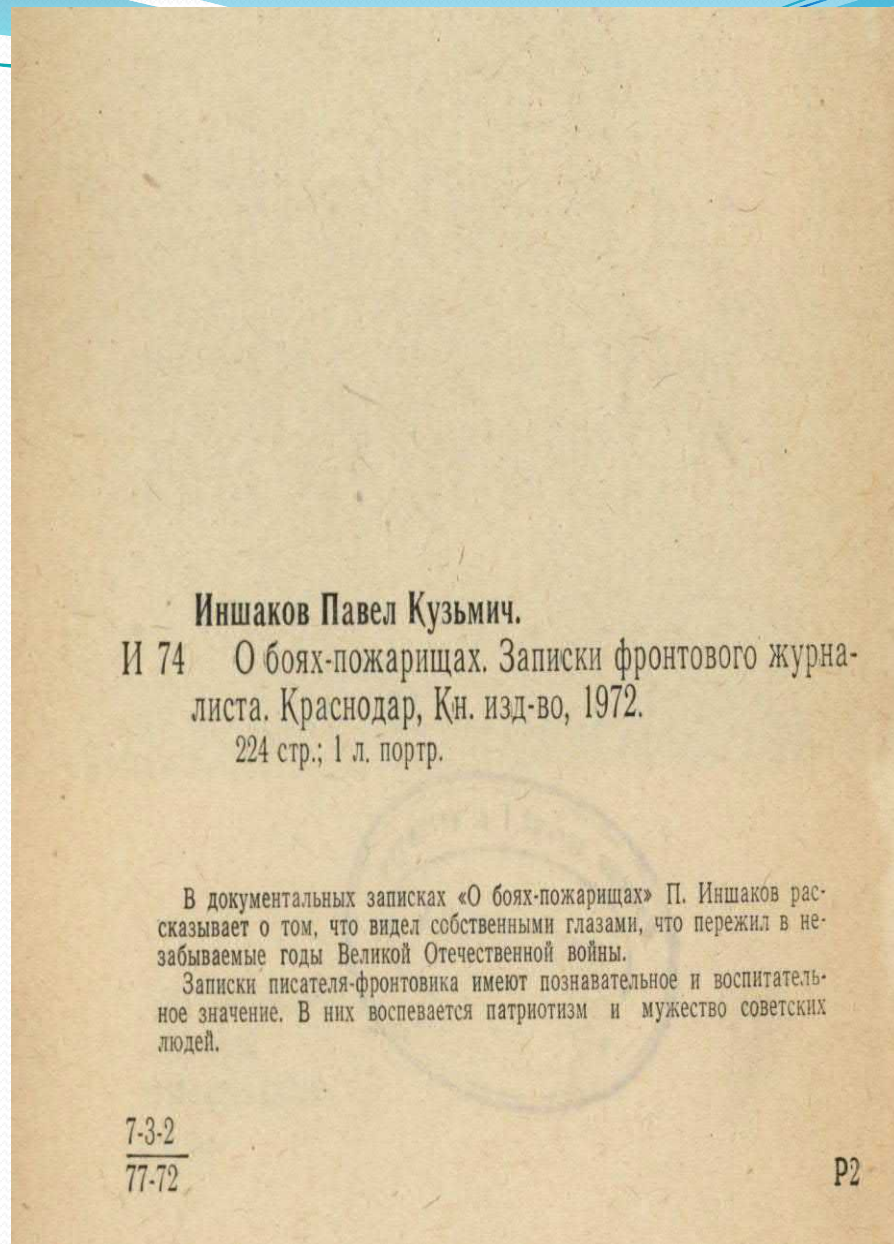 Иншаков Павел Кузьмич.
И 74 О боях-пожарищах. Записки фронтового журна-
листа. Краснодар, Кн. изд-во, 1972.
224 стр.; 1 л. портр.
В документальных записках «О боях-пожарищах» П. Иншаков рас-
сказывает о том, что видел собственными глазами, что пережил в не-
забываемые годы Великой Отечественной войны.
Записки писателя-фронтовика имеют познавательное и воспитатель-
ное значение. В них воспевается патриотизм и мужество советских
людей.
7-3-2
77-72
Р2